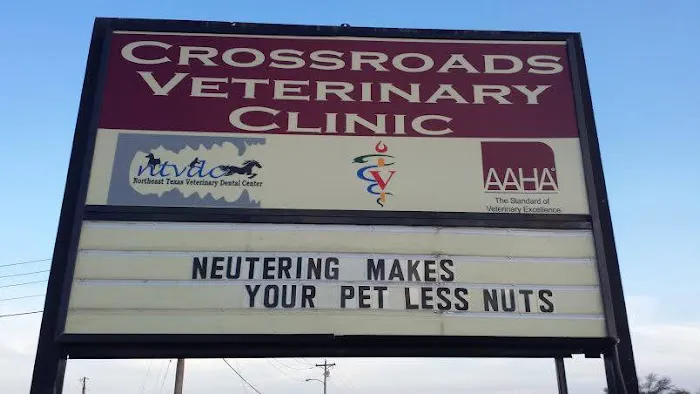 CROSSROADS
VETERINARY
CLINIC
ntvdc
Northeast Texas Veterinary Dental Center
V
AAHA®
The Standard of
Veterinary Excellence
NEUTERING MAKES
YOUR PET LESS NUTS